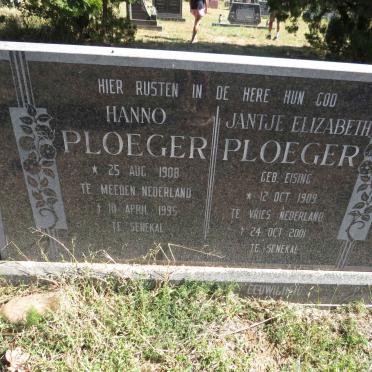 HIER RUSTEN IN DE HERE HUN GOD
HANNO
PLOEGER
* 25 AUG 1908
TE MEEDEN NEDERLAND
† 10 APRIL 1995
TE SENEKAL
JANTJE ELIZABETH
PLOEGER
GEB. EISING
* 12 OCT 1909
TE VRIES NEDERLAND
† 24 OCT 2001
TE SENEKAL